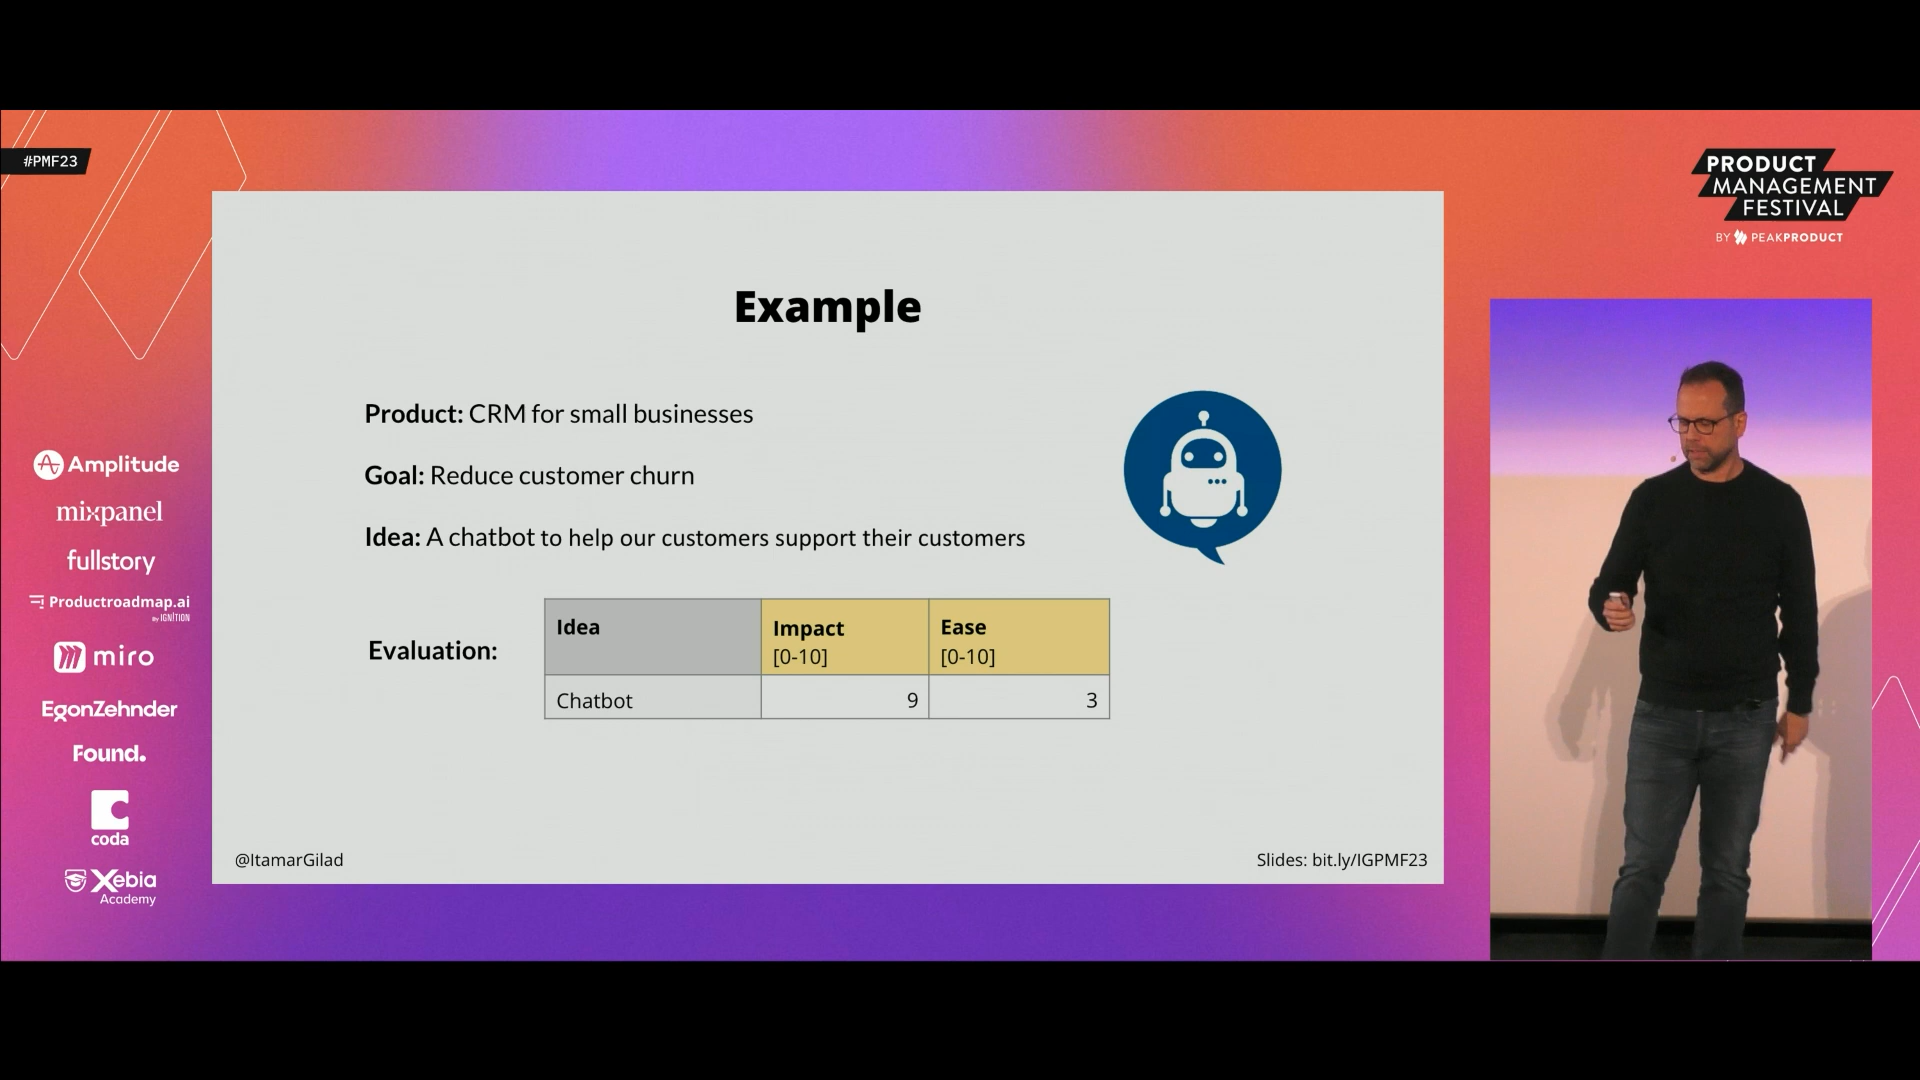 #PMF23
PRODUCT
MANAGEMENT
FESTIVAL
BY PEAKPRODUCT
Example
Product: CRM for small businesses
Goal: Reduce customer churn
Idea: A chatbot to help our customers support their customers
Evaluation:
Idea Impact Ease
[0-10] [0-10]
Chatbot 9 3
@ItamarGilad
Slides: bit.ly/IGPMF23
Amplitude
mixpanel
fullstory
Productroadmap.ai
By IGNITION
miro
EgonZehnder
Found.
coda
Xebia
Academy